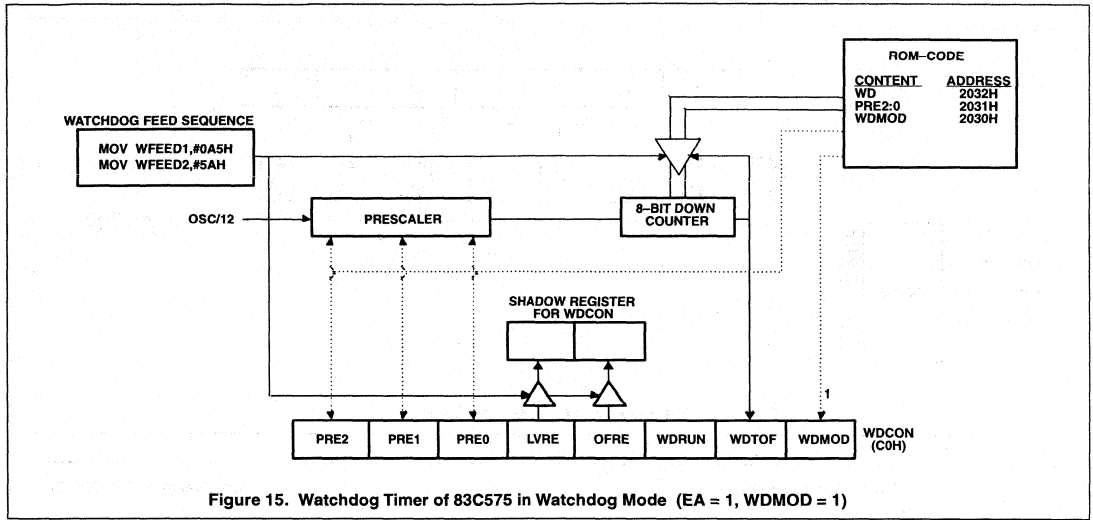 ROM–CODE
CONTENT ADDRESS
WD 2032H
PRE2:0 2031H
WDMOD 2030H
WATCHDOG FEED SEQUENCE
MOV WFEED1,#0A5H
MOV WFEED2,#5AH
OSC/12
PRESCALER
8–BIT DOWN
COUNTER
SHADOW REGISTER
FOR WDCON
1
PRE2 PRE1 PRE0 LVRE OFRE WDRUN WDTOF WDMOD
WDCON
(C0H)
Figure 15. Watchdog Timer of 83C575 in Watchdog Mode (EA = 1, WDMOD = 1)